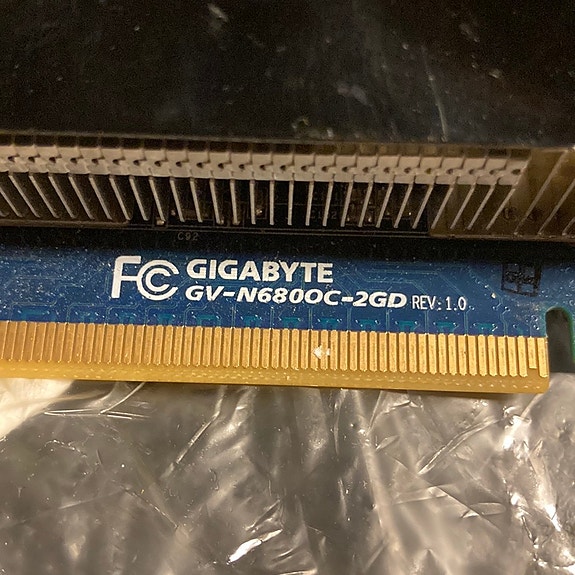 C92
FC GIGABYTE
GV-N680OC-2GD REV: 1.0